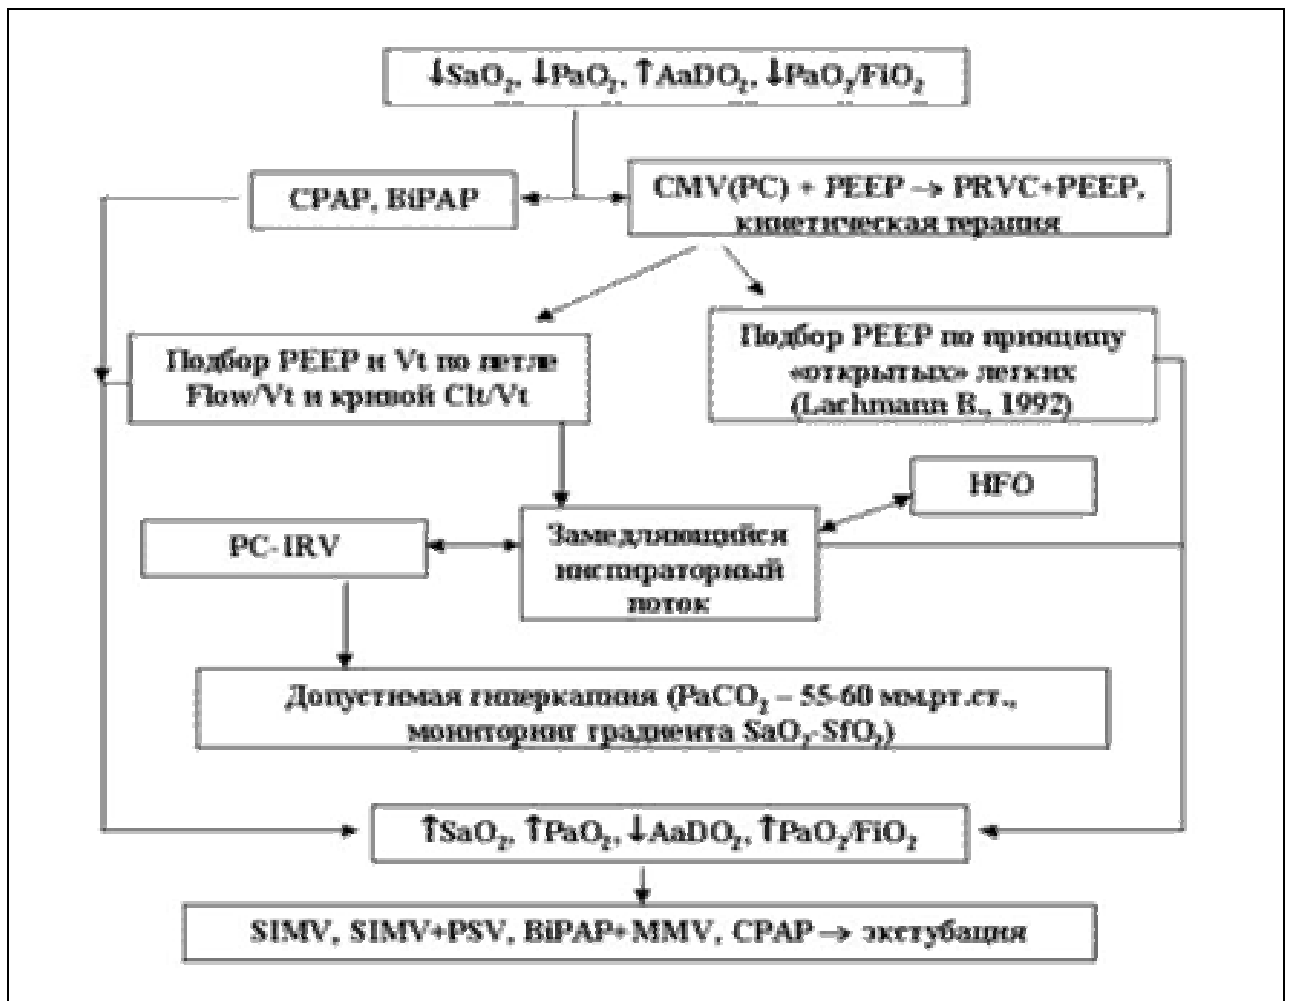 ↓SaO₂, ↓PaO₂, ↑AaDO₂, ↓PaO₂/FiO₂
CPAP, BiPAP
CMV(PC) + PEEP → PRVC+PEEP,
кинетическая терапия
Подбор PEEP и Vt по петле
Flow/Vt и кривой Clt/Vt
Подбор PEEP по принципу
«открытых» легких
(Lachmann B., 1992)
HFO
PC-IRV
Замедляющийся
инспираторный
поток
Допустимая гиперкапния (PaCO₂ – 55-60 мм.рт.ст.,
мониторинг градиента SaO₂-SfO₂)
↑SaO₂, ↑PaO₂, ↓AaDO₂, ↑PaO₂/FiO₂
SIMV, SIMV+PSV, BiPAP+MMV, CPAP → экстубация